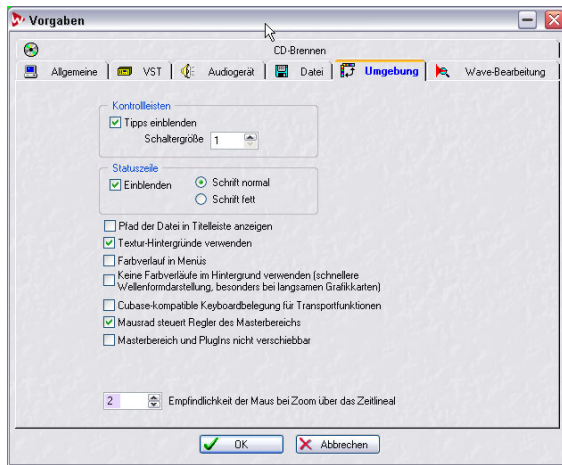 Vorgaben
CD-Brennen
Allgemeine
VST
Audiogerät
Datei
Umgebung
Wave-Bearbeitung
Kontrolleisten
Tipps einblenden
Schaltergröße 1
Statuszeile
Einblenden
Schrift normal
Schrift fett
Pfad der Datei in Titelleiste anzeigen
Textur-Hintergründe verwenden
Farbverlauf in Menüs
Keine Farbverläufe im Hintergrund verwenden (schnellere
Wellenformdarstellung, besonders bei langsamen Grafikkarten)
Cubase-kompatible Keyboardbelegung für Transportfunktionen
Mausrad steuert Regler des Masterbereichs
Masterbereich und PlugIns nicht verschiebbar
2 Empfindlichkeit der Maus bei Zoom über das Zeitlineal
OK
Abbrechen